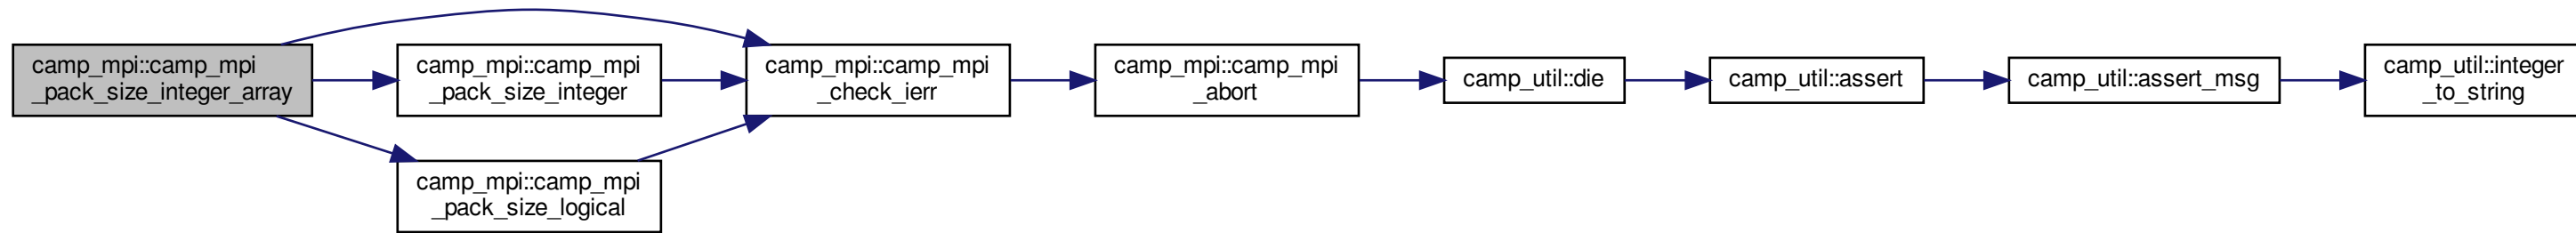 camp_mpi::camp_mpi
_pack_size_integer_array
camp_mpi::camp_mpi
_pack_size_integer
camp_mpi::camp_mpi
_pack_size_logical
camp_mpi::camp_mpi
_check_ierr
camp_mpi::camp_mpi
_abort
camp_util::die
camp_util::assert
camp_util::assert_msg
camp_util::integer
_to_string